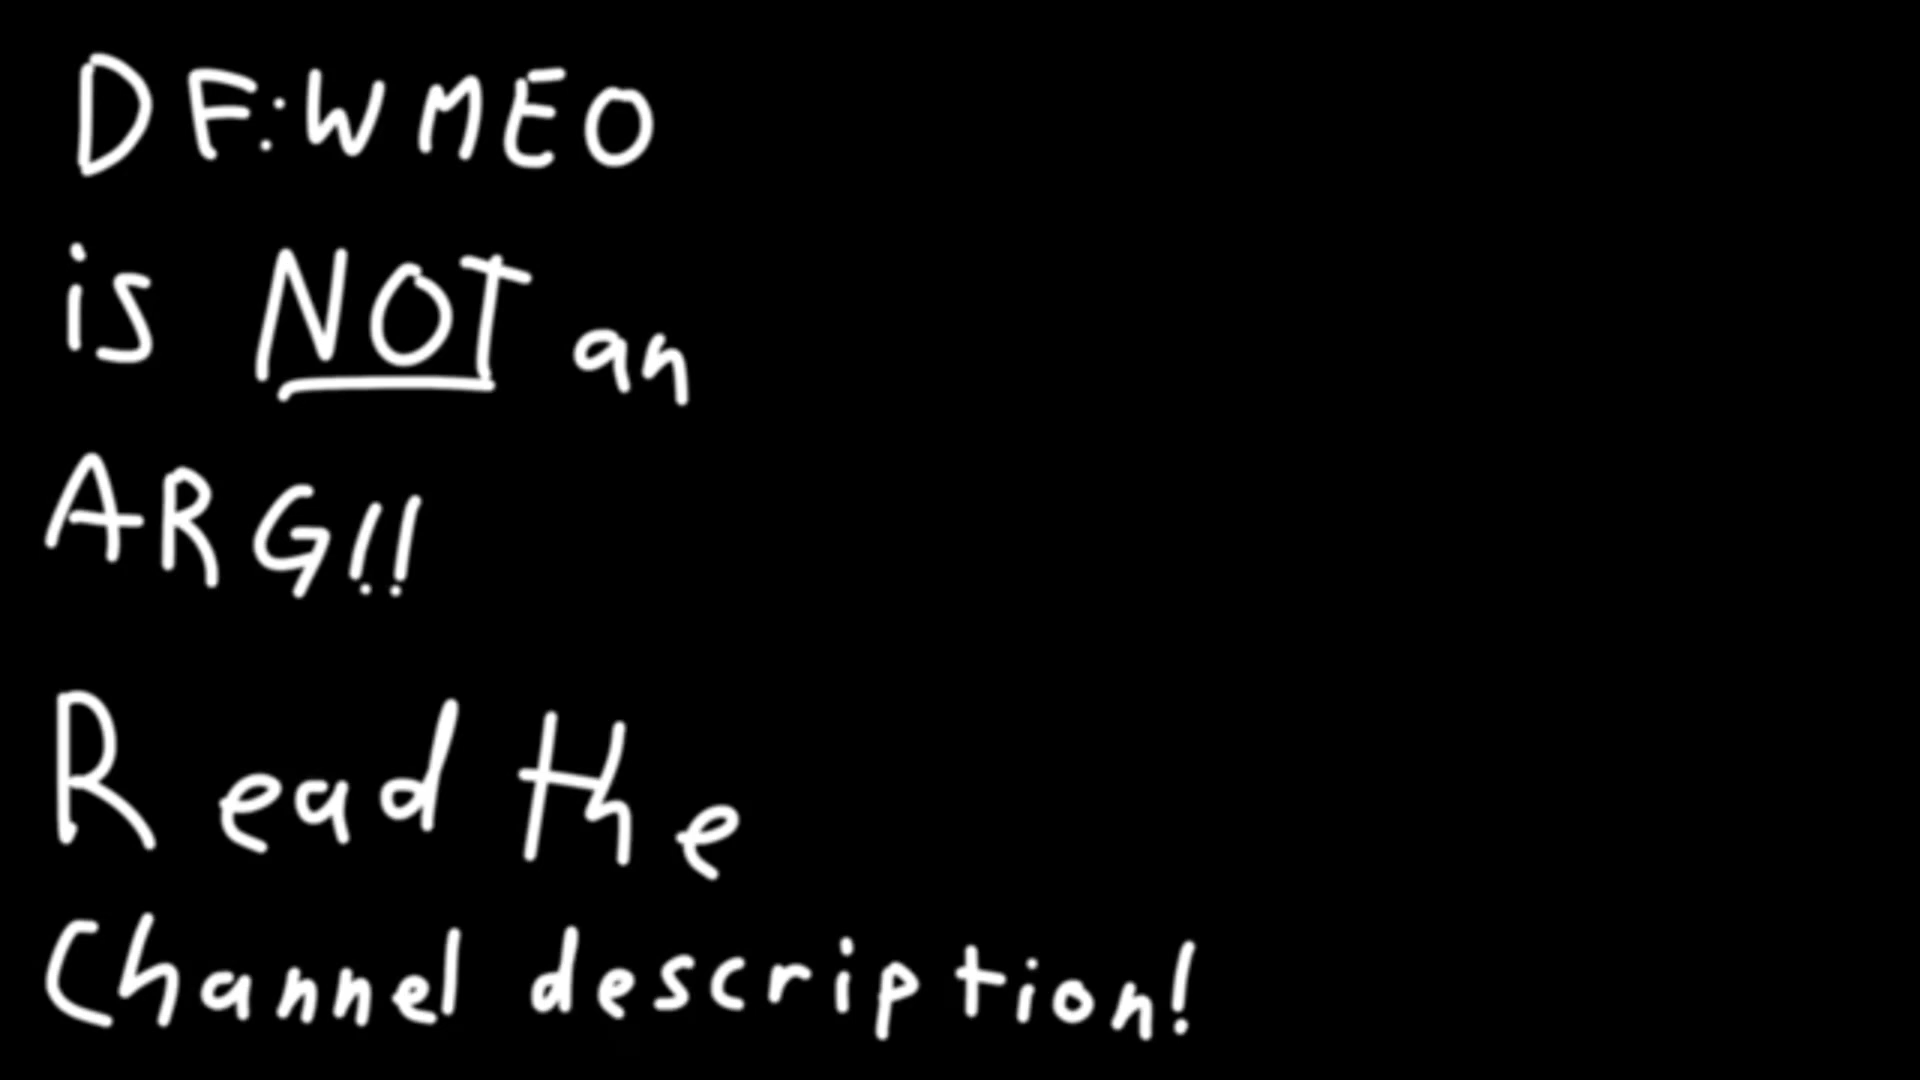 DF:WMEO
is NOT an
ARG!!
Read the
Channel description!